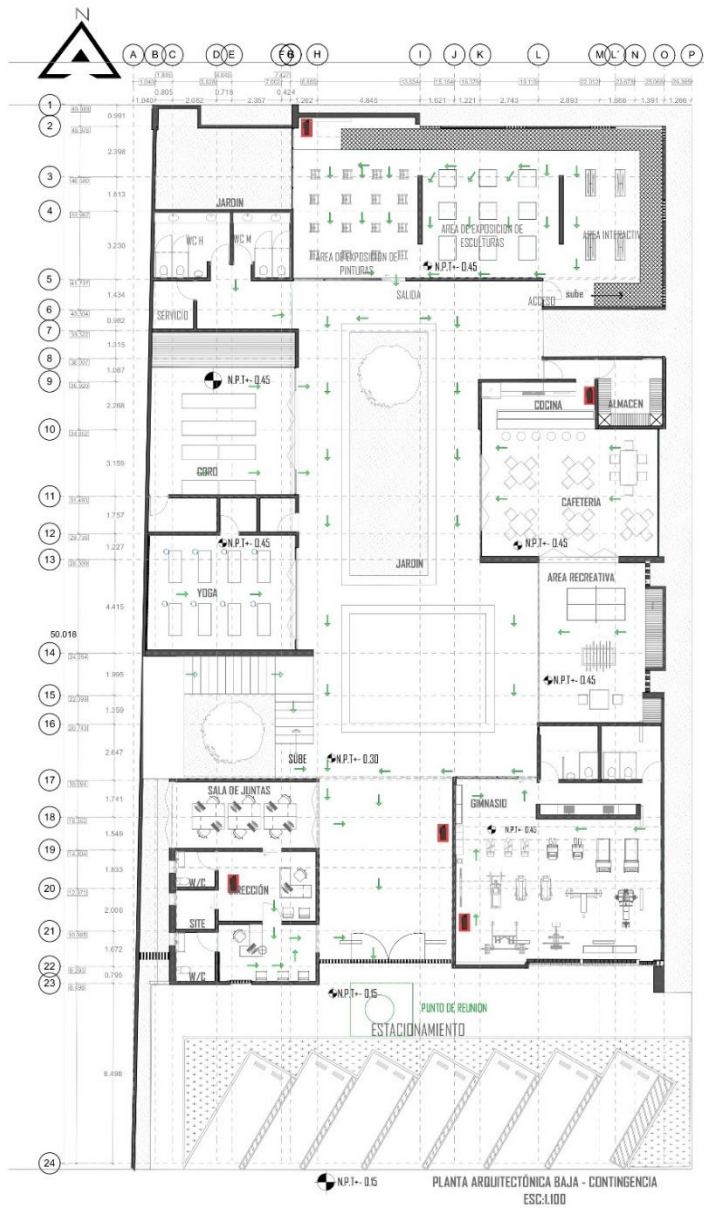 N
A B C D E F G H I J K L M L' N O P
1.040 0.805 2.082 0.716 2.357 0.424 1.262 4.845 1.621 1.221 2.743 2.893 1.391 1.266
1
0.991
2
2.398
3
JARDIN
1.613
4
WC H
WC M
AREA DE EXPOSICIÓN DE
ESCULTURAS
AREA INTERACTIV
3.230
AREA DE EXPOSICIÓN DE
PINTURAS
N.P.T+- 0.45
5
SALIDA
ACCESO
sube
1.434
SERVICIO
6
0.982
7
1.315
8
1.087
9
N.P.T+- 0.45
COCINA
ALMACEN
2.268
10
3.159
CORO
11
CAFETERIA
1.757
12
N.P.T+- 0.45
N.P.T+- 0.45
1.227
13
JARDIN
AREA RECREATIVA
YOGA
4.415
50.018
14
1.995
N.P.T+- 0.45
15
1.359
16
2.647
SUBE
N.P.T+- 0.30
17
SALA DE JUNTAS
1.741
GIMNASIO
18
1.549
N.P.T+- 0.45
19
1.833
W/C
DIRECCIÓN
20
2.006
SITE
21
1.672
W/C
22
0.795
23
N.P.T+- 0.15
PUNTO DE REUNION
ESTACIONAMIENTO
8.498
24
N.P.T+- 0.15
PLANTA ARQUITECTÓNICA BAJA - CONTINGENCIA
ESC:1.100